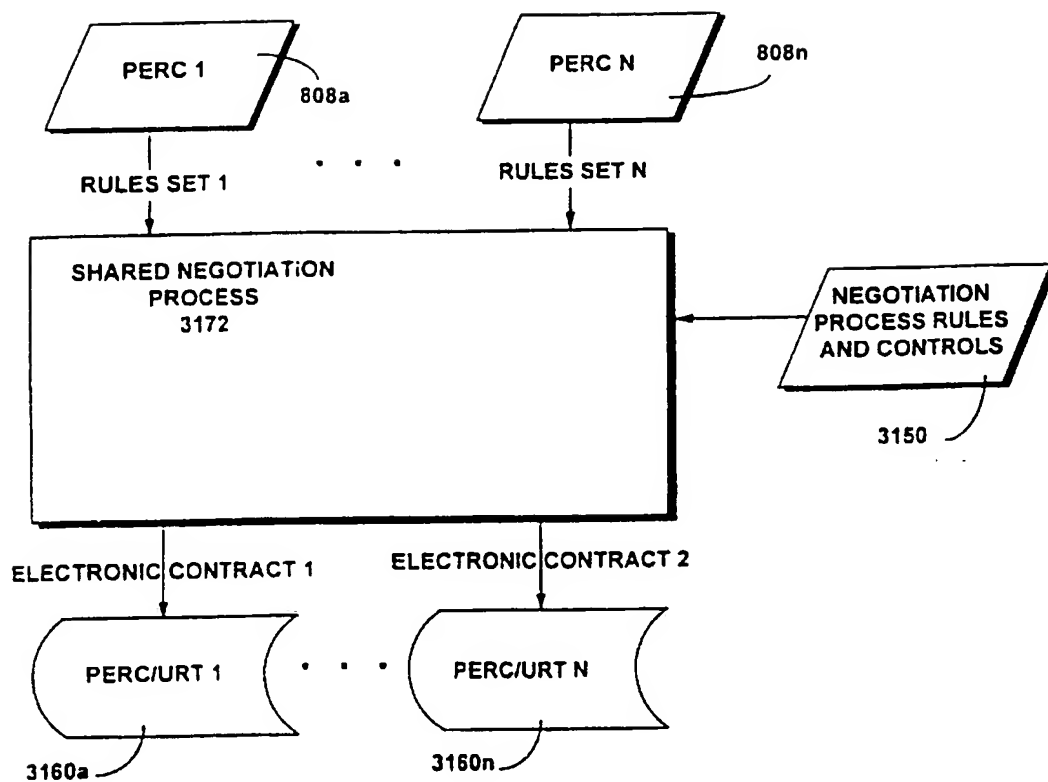 PERC 1
808a
PERC N
808n
RULES SET 1
RULES SET N
SHARED NEGOTIATiON
PROCESS
3172
NEGOTIATION
PROCESS RULES
AND CONTROLS
3150
ELECTRONIC CONTRACT 1
ELECTRONIC CONTRACT 2
PERC/URT 1
PERC/URT N
3160a
3160n